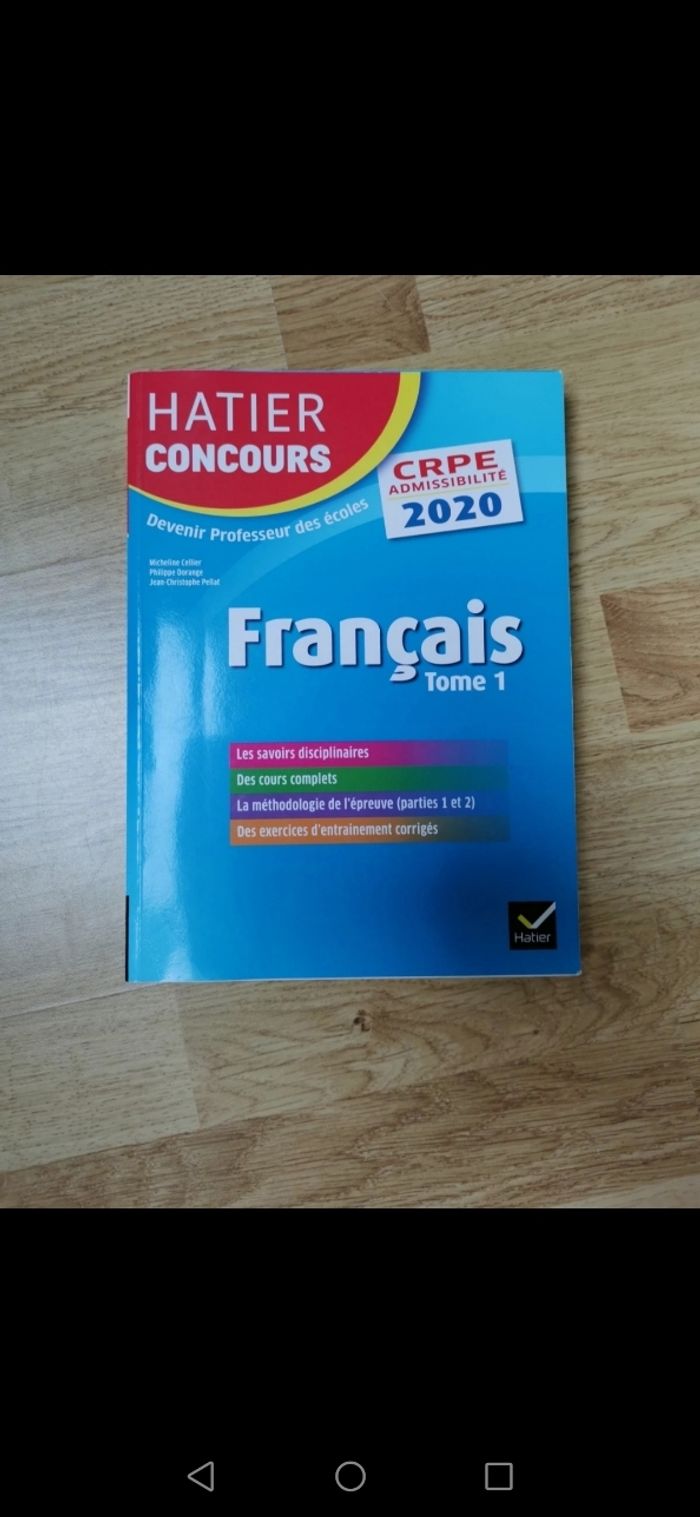 HATIER
CONCOURS
CRPE
ADMISSIBILITÉ
2020
Devenir Professeur des écoles
Micheline Cellier
Philippe Dorange
Jean-Christophe Pellat
Français
Tome 1
Les savoirs disciplinaires
Des cours complets
La méthodologie de l'épreuve (parties 1 et 2)
Des exercices d'entrainement corrigés
Hatier